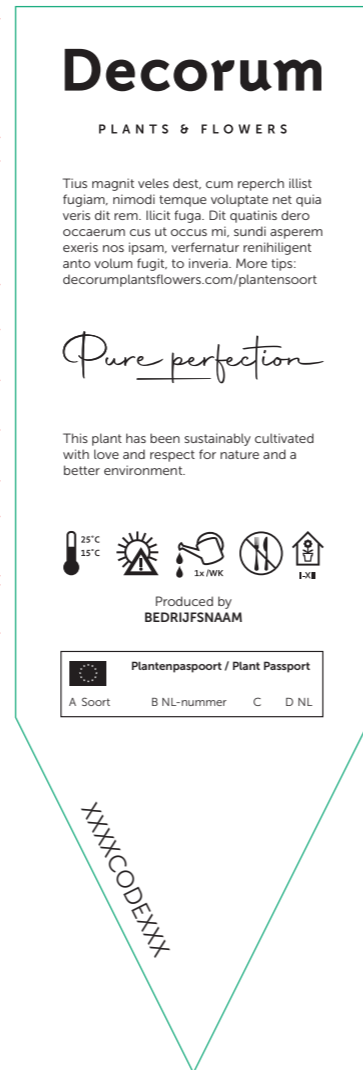 Decorum
PLANTS & FLOWERS
Tius magnit veles dest, cum reperch illist
fugiam, nimodi temque voluptate net quia
veris dit rem. Ilicit fuga. Dit quatinis dero
occaerum cus ut occus mi, sundi asperem
exeris nos ipsam, verfernatur renihiligent
anto volum fugit, to inveria. More tips:
decorumplantsflowers.com/plantensoort
Pure perfection
This plant has been sustainably cultivated
with love and respect for nature and a
better environment.
25°C
15°C
1x/WK
I-XII
Produced by
BEDRIJFSNAAM
Plantenpaspoort / Plant Passport
A Soort B NL-nummer C D NL
XXXXCODEXXX